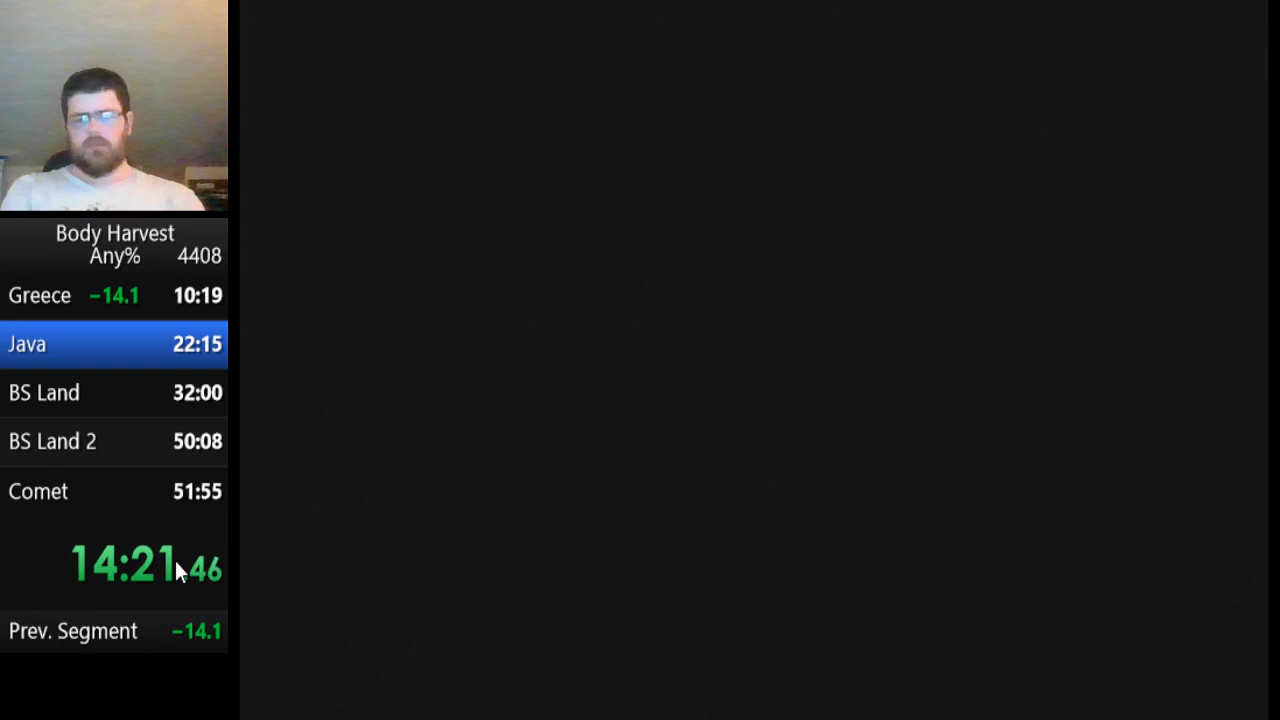 Body Harvest
Any% 4408
Greece -14.1 10:19
Java 22:15
BS Land 32:00
BS Land 2 50:08
Comet 51:55
14:21.46
Prev. Segment -14.1